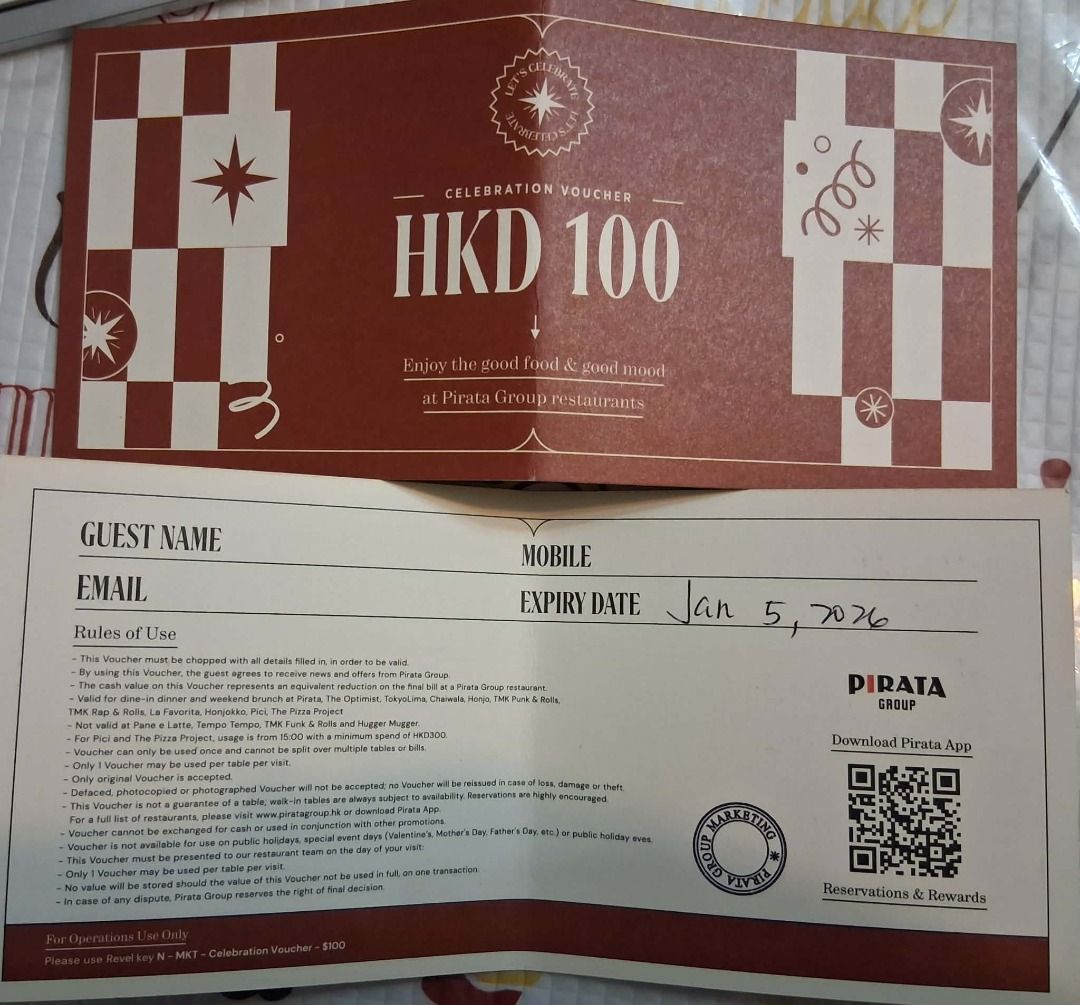 LET'S CELEBRATE LET'S CELEBRATE
CELEBRATION VOUCHER
HKD 100
Enjoy the good food & good mood
at Pirata Group restaurants
GUEST NAME
MOBILE
EMAIL
EXPIRY DATE Jan 5, 2026
Rules of Use
- This Voucher must be chopped with all details filled in, in order to be valid.
- By using this Voucher, the guest agrees to receive news and offers from Pirata Group.
- The cash value on this Voucher represents an equivalent reduction on the final bill at a Pirata Group restaurant.
- Valid for dine-in dinner and weekend brunch at Pirata, The Optimist, TokyoLima, Chaiwala, Honjo, TMK Punk & Rolls,
TMK Rap & Rolls, La Favorita, Honjokko, Pici, The Pizza Project
- Not valid at Pane e Latte, Tempo Tempo, TMK Funk & Rolls and Hugger Mugger.
- For Pici and The Pizza Project, usage is from 15:00 with a minimum spend of HKD300.
- Voucher can only be used once and cannot be split over multiple tables or bills.
- Only 1 Voucher may be used per table per visit.
- Only original Voucher is accepted.
- Defaced, photocopied or photographed Voucher will not be accepted; no Voucher will be reissued in case of loss, damage or theft.
- This Voucher is not a guarantee of a table; walk-in tables are always subject to availability. Reservations are highly encouraged.
For a full list of restaurants, please visit www.piratagroup.hk or download Pirata App.
- Voucher cannot be exchanged for cash or used in conjunction with other promotions.
- Voucher is not available for use on public holidays, special event days (Valentine's, Mother's Day, Father's Day, etc.) or public holiday eves.
- This Voucher must be presented to our restaurant team on the day of your visit:
- Only 1 Voucher may be used per table per visit.
- No value will be stored should the value of this Voucher not be used in full, on one transaction.
- In case of any dispute, Pirata Group reserves the right of final decision.
PIRATA
GROUP
Download Pirata App
PIRATA GROUP MARKETING
Reservations & Rewards
For Operations Use Only
Please use Revel key N - MKT - Celebration Voucher - $100